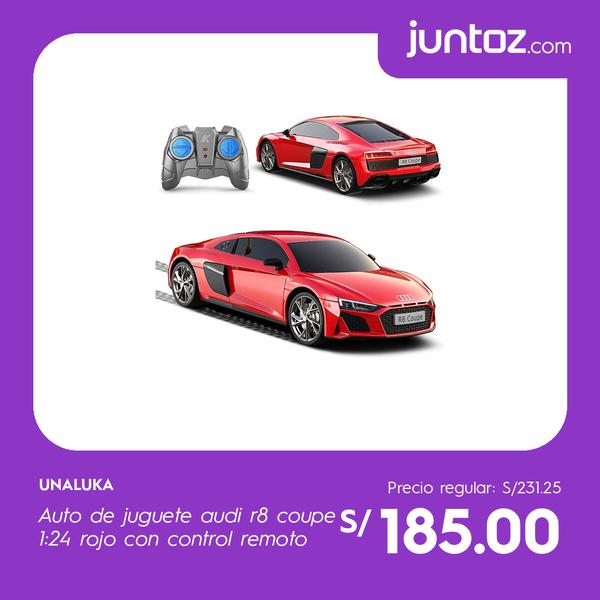 juntoz.com
R8 Coupe
R8 Coupe
UNALUKA
Auto de juguete audi r8 coupe
1:24 rojo con control remoto
Precio regular: S/231.25
S/185.00